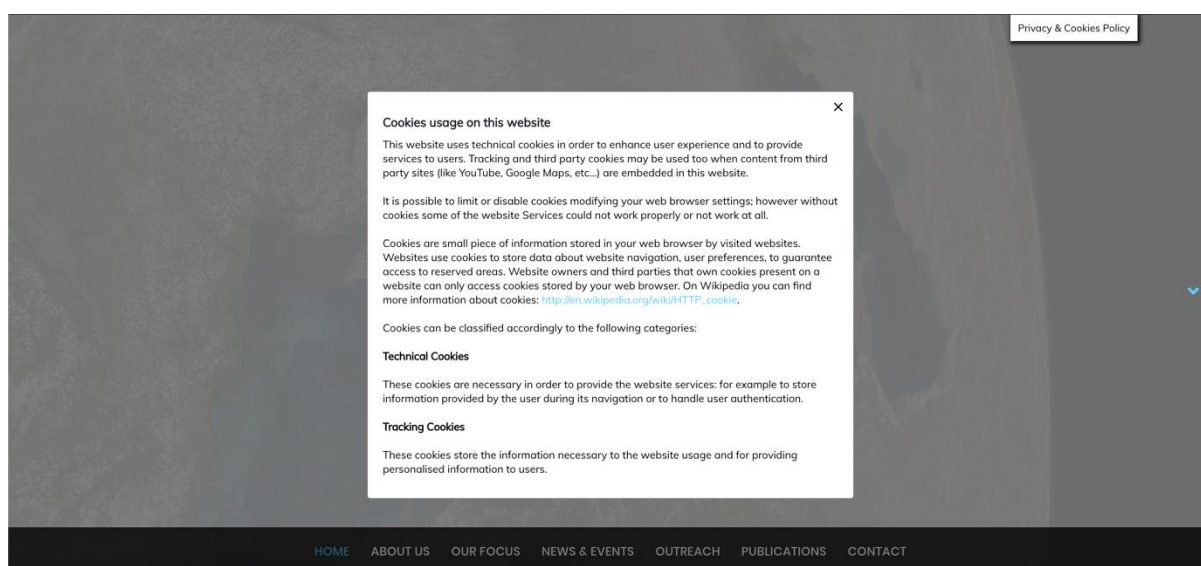 Privacy & Cookies Policy
Cookies usage on this website
This website uses technical cookies in order to enhance user experience and to provide
services to users. Tracking and third party cookies may be used too when content from third
party sites (like YouTube, Google Maps, etc...) are embedded in this website.
It is possible to limit or disable cookies modifying your web browser settings; however without
cookies some of the website Services could not work properly or not work at all.
Cookies are small piece of information stored in your web browser by visited websites.
Websites use cookies to store data about website navigation, user preferences, to guarantee
access to reserved areas. Website owners and third parties that own cookies present on a
website can only access cookies stored by your web browser. On Wikipedia you can find
more information about cookies: http://en.wikipedia.org/wiki/HTTP_cookie.
Cookies can be classified accordingly to the following categories:
Technical Cookies
These cookies are necessary in order to provide the website services: for example to store
information provided by the user during its navigation or to handle user authentication.
Tracking Cookies
These cookies store the information necessary to the website usage and for providing
personalised information to users.
HOME ABOUT US OUR FOCUS NEWS & EVENTS OUTREACH PUBLICATIONS CONTACT